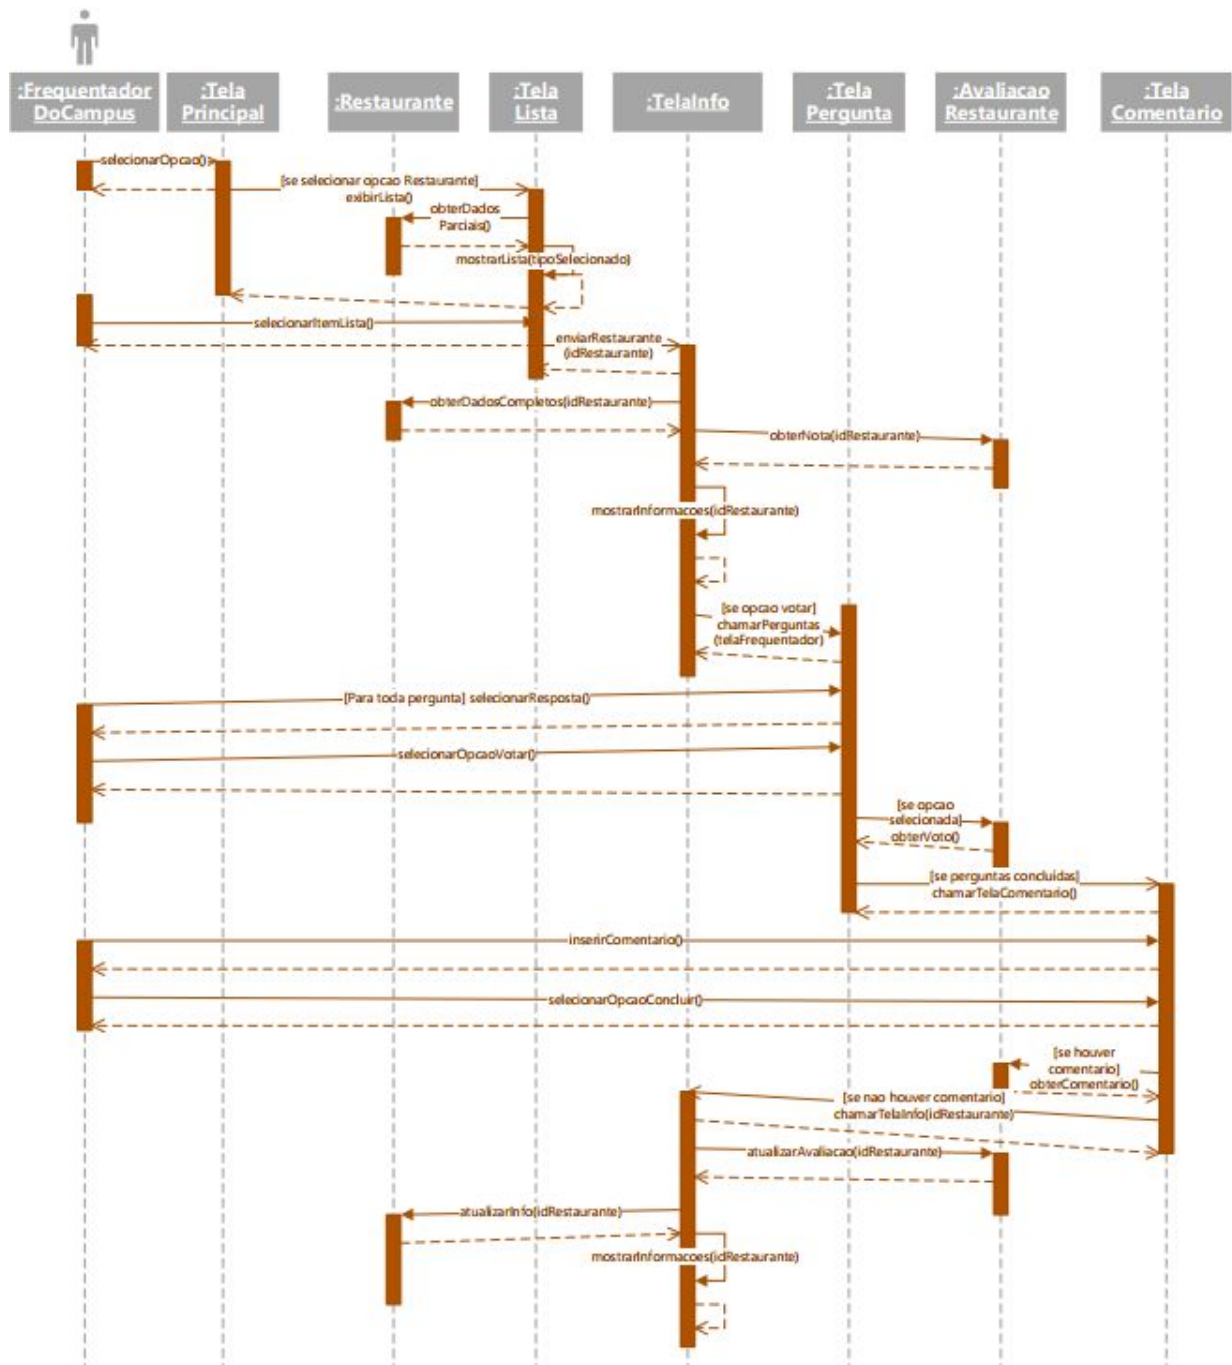 :Frequentador
DoCampus
:Tela
Principal
:Restaurante
:Tela
Lista
:TelaInfo
:Tela
Pergunta
:Avaliacao
Restaurante
:Tela
Comentario
selecionarOpcao()
[se selecionar opcao Restaurante]
exibirLista()
obterDados
Parciais()
mostrarLista(tipoSelecionado)
selecionarItemLista()
enviarRestaurante
(idRestaurante)
obterDadosCompletos(idRestaurante)
obterNota(idRestaurante)
mostrarInformacoes(idRestaurante)
[se opcao votar]
chamarPerguntas
(telaFrequentador)
[Para toda pergunta] selecionarResposta()
selecionarOpcaoVotar()
[se opcao
selecionada]
obterVoto()
[se perguntas concluídas]
chamarTelaComentario()
inserirComentario()
selecionarOpcaoConcluir()
[se houver
comentario]
obterComentario()
[se nao houver comentario]
chamarTelaInfo(idRestaurante)
atualizarAvaliacao(idRestaurante)
atualizarInfo(idRestaurante)
mostrarInformacoes(idRestaurante)